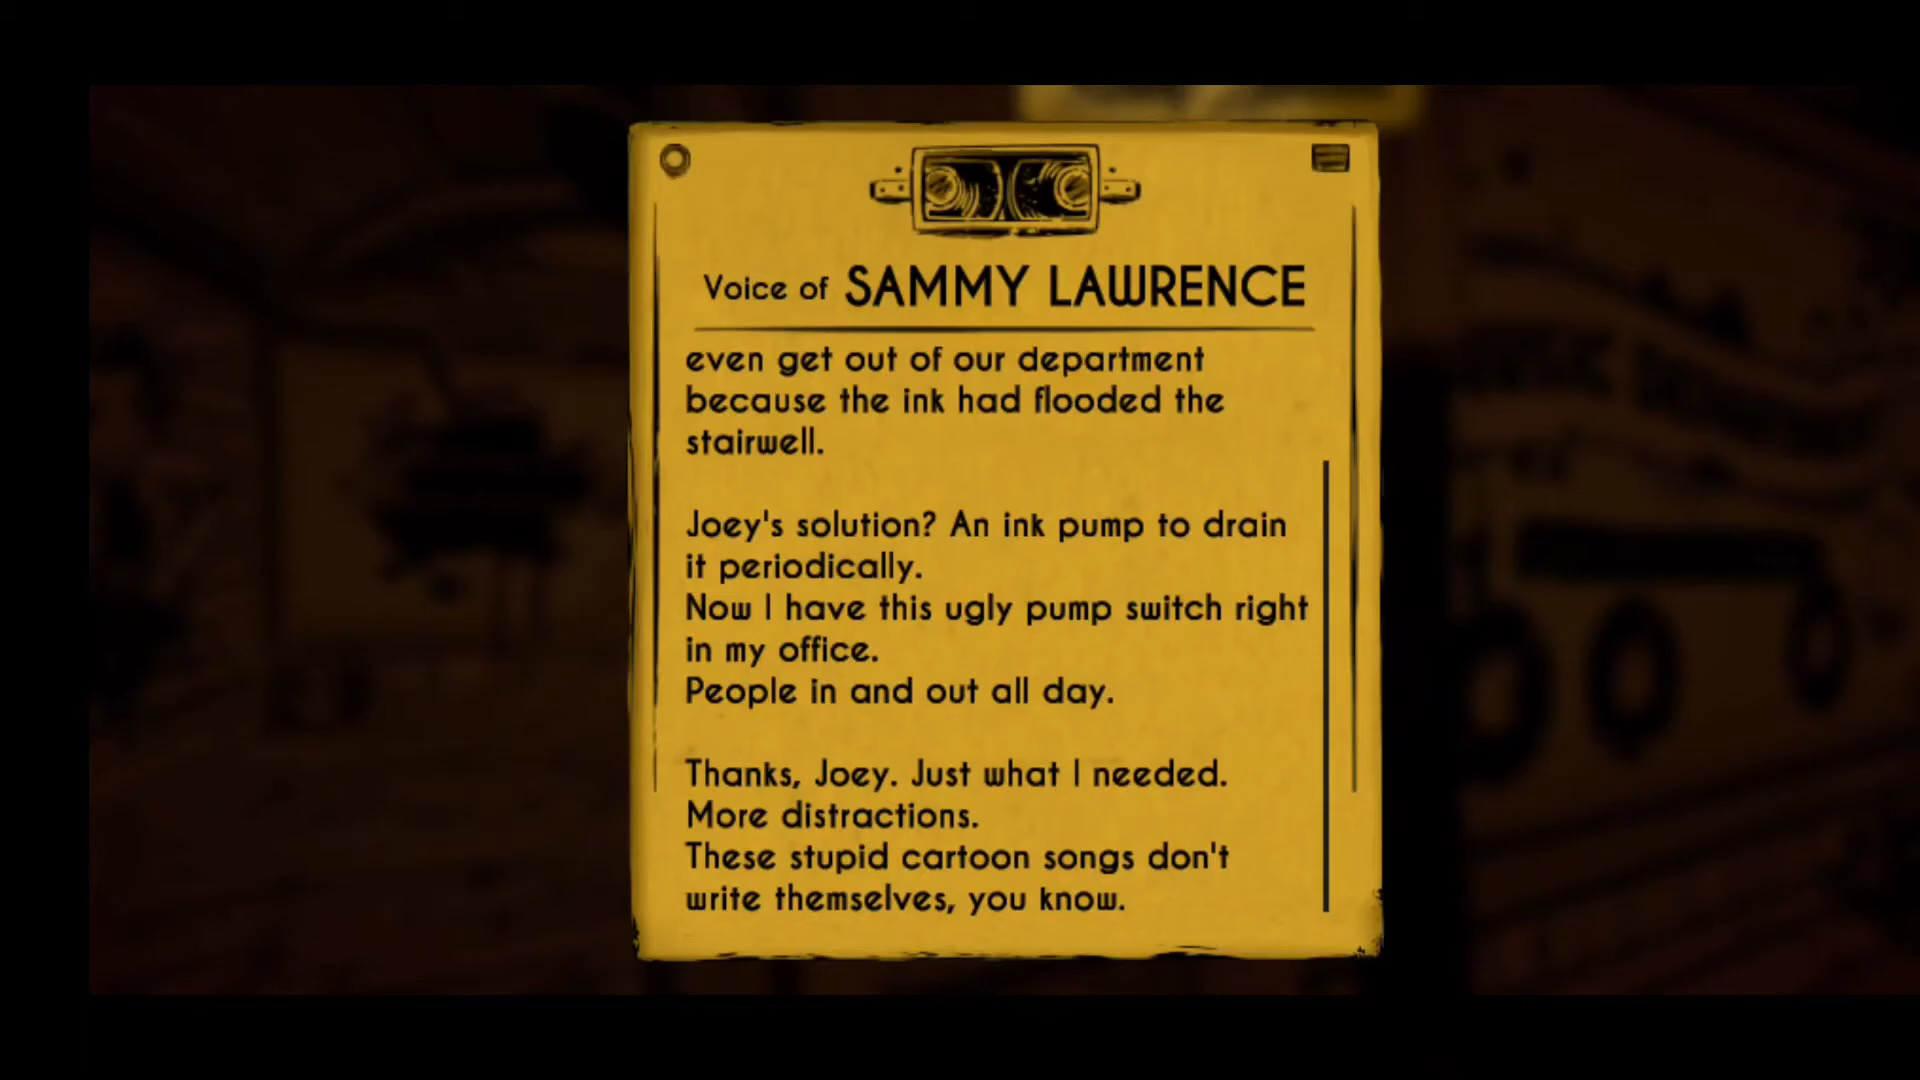 Voice of SAMMY LAWRENCE
even get out of our department
because the ink had flooded the
stairwell.
Joey's solution? An ink pump to drain
it periodically.
Now I have this ugly pump switch right
in my office.
People in and out all day.
Thanks, Joey. Just what I needed.
More distractions.
These stupid cartoon songs don't
write themselves, you know.